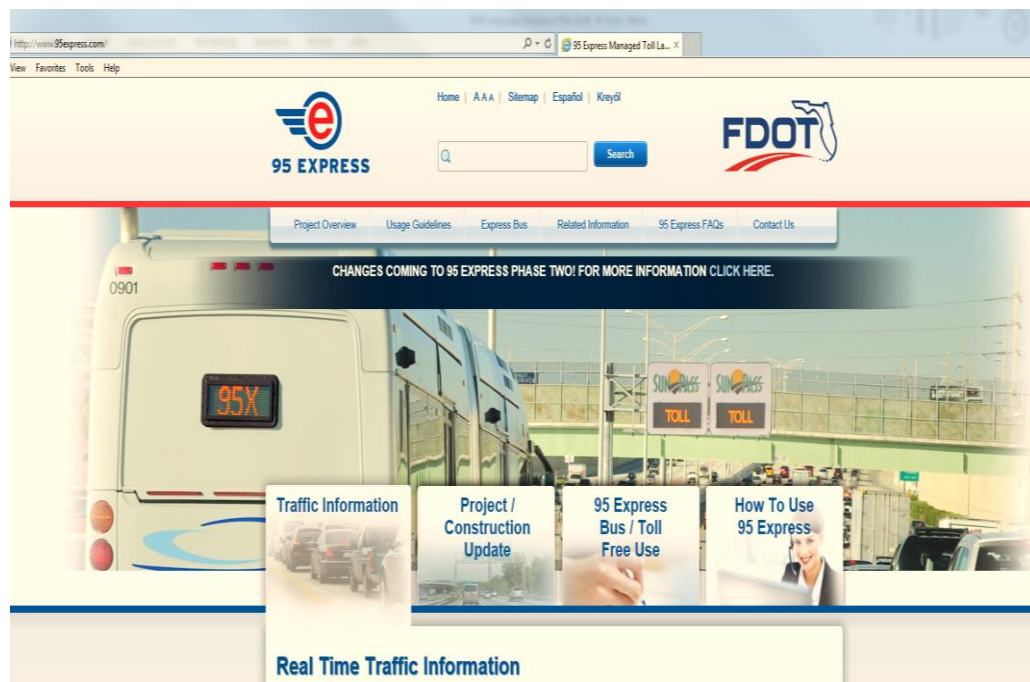 http://www.95express.com/
95 Express Managed Toll La...
View Favorites Tools Help
Home | A A A | Sitemap | Español | Kreyól
e
95 EXPRESS
Search
FDOT
Project Overview Usage Guidelines Express Bus Related Information 95 Express FAQs Contact Us
CHANGES COMING TO 95 EXPRESS PHASE TWO! FOR MORE INFORMATION CLICK HERE.
0901
95X
SUNPASS SUNPASS
TOLL TOLL
Traffic Information
Project /
Construction
Update
95 Express
Bus / Toll
Free Use
How To Use
95 Express
Real Time Traffic Information